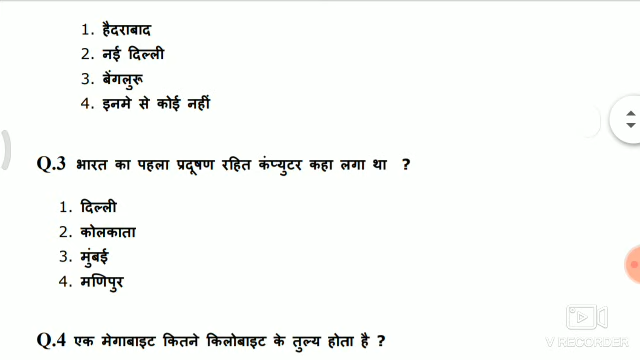 1. हैदराबाद
2. नई दिल्ली
3. बेंगलुरू
4. इनमे से कोई नहीं
Q.3 भारत का पहला प्रदूषण रहित कंप्युटर कहा लगा था ?
1. दिल्ली
2. कोलकाता
3. मुंबई
4. मणिपुर
Q.4 एक मेगाबाइट कितने किलोबाइट के तुल्य होता है ?
V RECORDER